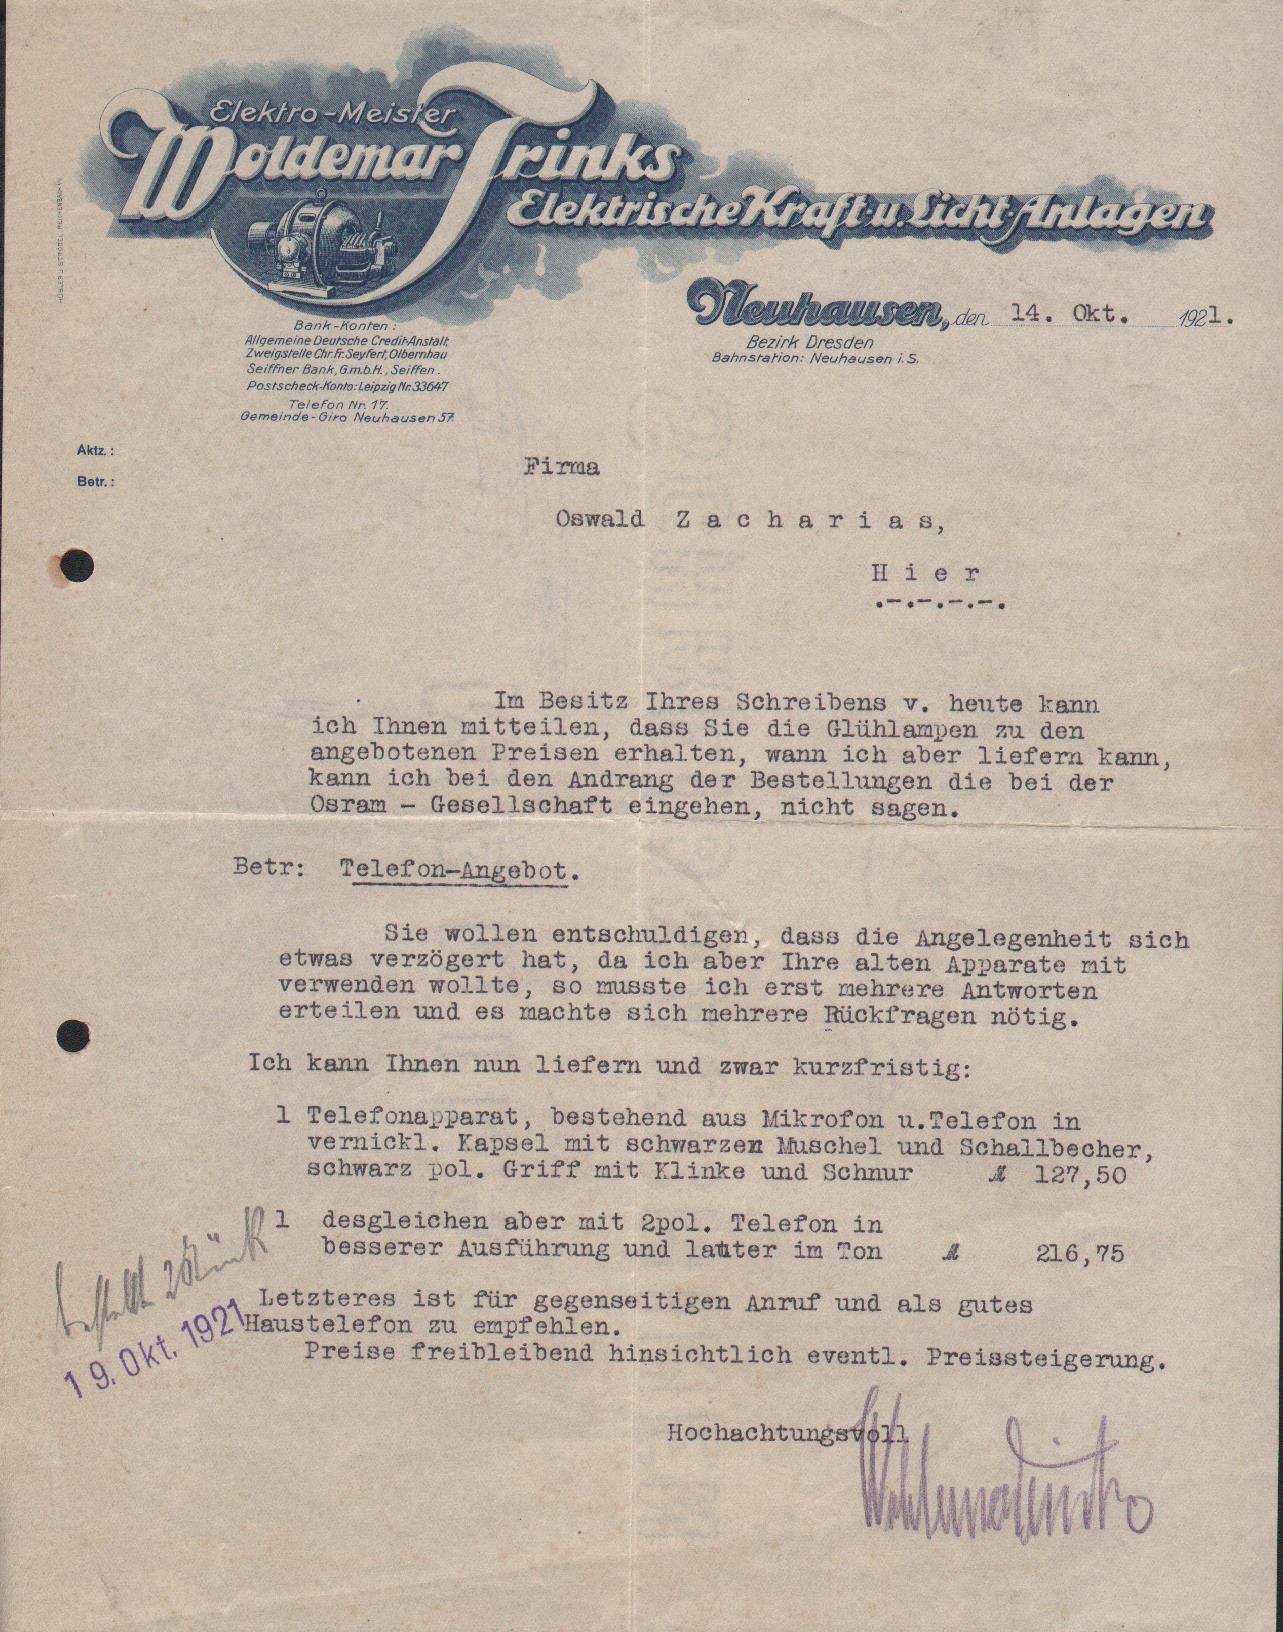 Elektro-Meister
Woldemar Trinks
Elektrische Kraft u. Licht-Anlagen
Neuhausen, den 14. Okt. 1921.
Bezirk Dresden
Bahnstation: Neuhausen i. S.
Bank-Konten:
Allgemeine Deutsche Credit-Anstalt,
Zweigstelle Chr. Fr. Seyfert, Olbernhau
Seiffner Bank, G.m.b.H., Seiffen.
Postscheck-Konto: Leipzig Nr. 33647
Telefon Nr. 17.
Gemeinde-Giro Neuhausen 57.
Aktz.:
Betr.:
Firma
Oswald Zacharias,
Hier
.-.-.-.-.
Im Besitz Ihres Schreibens v. heute kann
ich Ihnen mitteilen, dass Sie die Glühlampen zu den
angebotenen Preisen erhalten, wann ich aber liefern kann,
kann ich bei den Andrang der Bestellungen die bei der
Osram - Gesellschaft eingehen, nicht sagen.
Betr: Telefon-Angebot.
Sie wollen entschuldigen, dass die Angelegenheit sich
etwas verzögert hat, da ich aber Ihre alten Apparate mit
verwenden wollte, so musste ich erst mehrere Antworten
erteilen und es machte sich mehrere Rückfragen nötig.
Ich kann Ihnen nun liefern und zwar kurzfristig:
1 Telefonapparat, bestehend aus Mikrofon u.Telefon in
vernickl. Kapsel mit schwarzen Muschel und Schallbecher,
schwarz pol. Griff mit Klinke und Schnur ℳ 127,50
1 desgleichen aber mit 2pol. Telefon in
besserer Ausführung und lauter im Ton ℳ 216,75
bestellt 2 Stück
19. Okt. 1921
Letzteres ist für gegenseitigen Anruf und als gutes
Haustelefon zu empfehlen.
Preise freibleibend hinsichtlich eventl. Preissteigerung.
Hochachtungsvoll
Woldemar Trinks